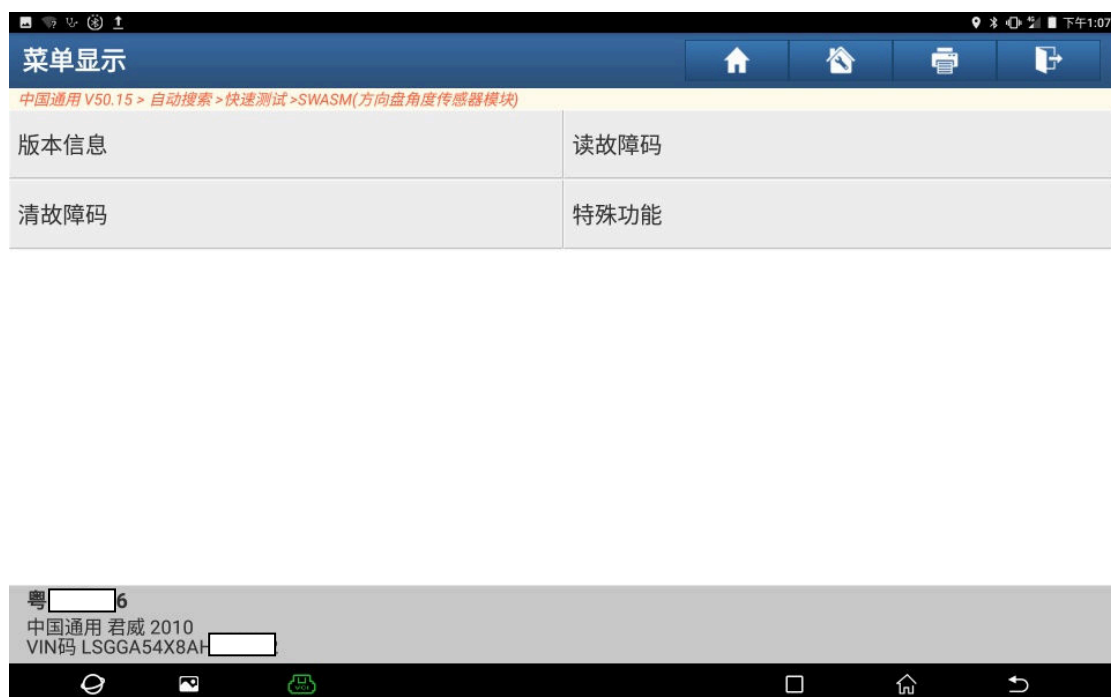 下午1:07
菜单显示
中国通用 V50.15 > 自动搜索 >快速测试 >SWASM(方向盘角度传感器模块)
版本信息
读故障码
清故障码
特殊功能
粤 6
中国通用 君威 2010
VIN码 LSGGA54X8AH
VCI